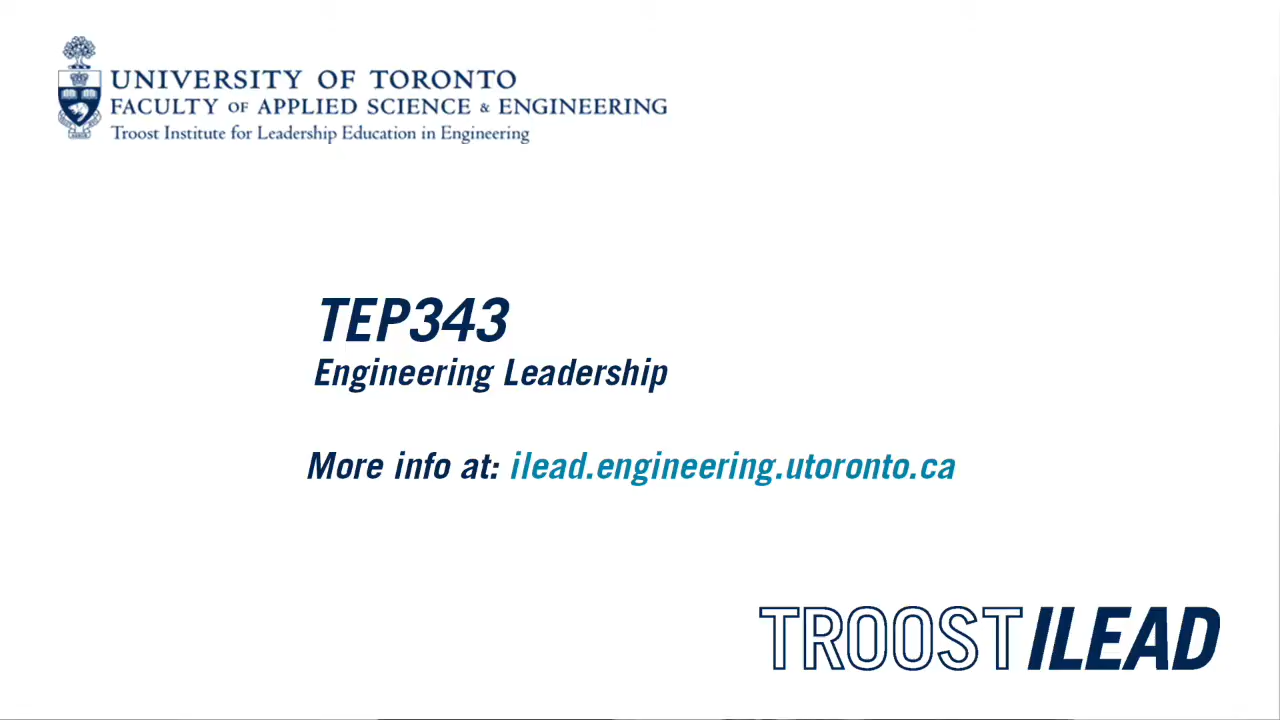 UNIVERSITY OF TORONTO
FACULTY OF APPLIED SCIENCE & ENGINEERING
Troost Institute for Leadership Education in Engineering
TEP343
Engineering Leadership
More info at: ilead.engineering.utoronto.ca
TROOSTILEAD